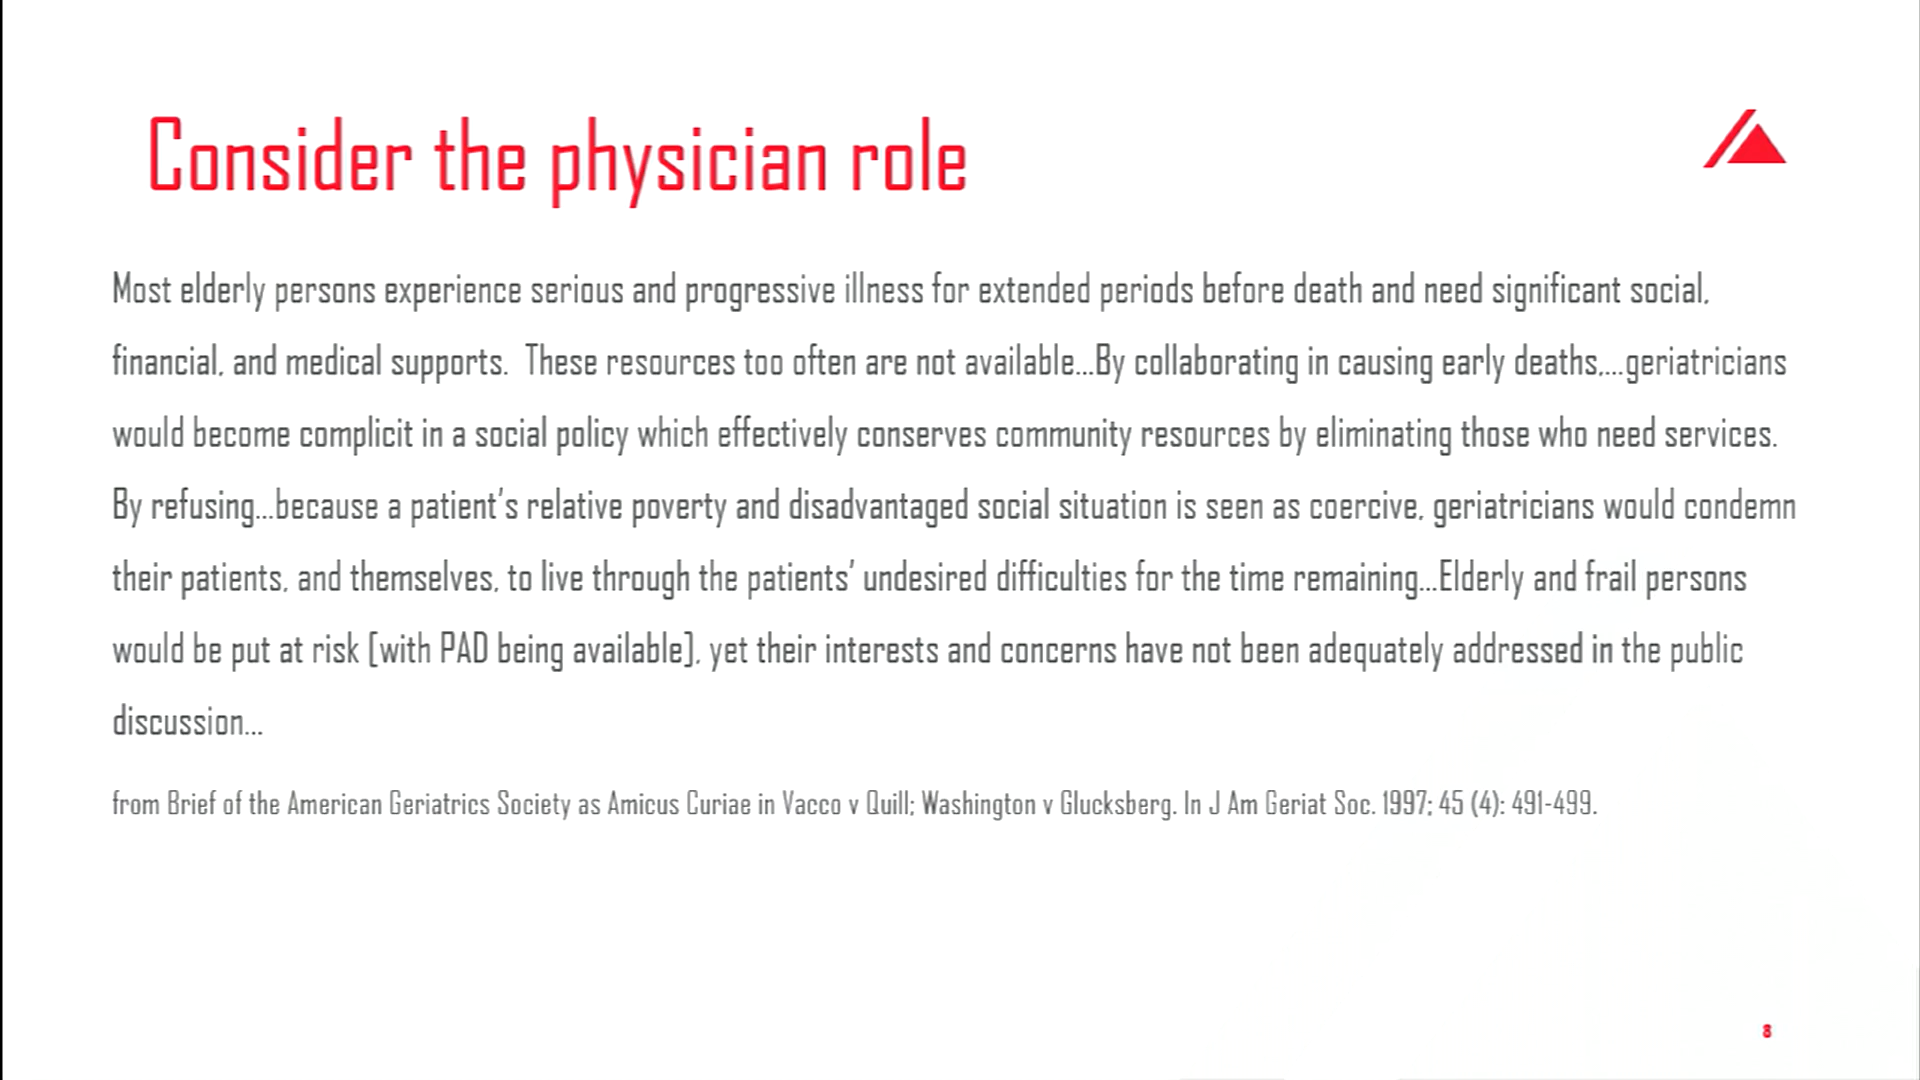 Consider the physician role
Most elderly persons experience serious and progressive illness for extended periods before death and need significant social,
financial, and medical supports.  These resources too often are not available...By collaborating in causing early deaths,...geriatricians
would become complicit in a social policy which effectively conserves community resources by eliminating those who need services.
By refusing...because a patient's relative poverty and disadvantaged social situation is seen as coercive, geriatricians would condemn
their patients, and themselves, to live through the patients' undesired difficulties for the time remaining...Elderly and frail persons
would be put at risk [with PAD being available], yet their interests and concerns have not been adequately addressed in the public
discussion...
from Brief of the American Geriatrics Society as Amicus Curiae in Vacco v Quill; Washington v Glucksberg. In J Am Geriat Soc. 1997; 45 (4): 491-499.
8